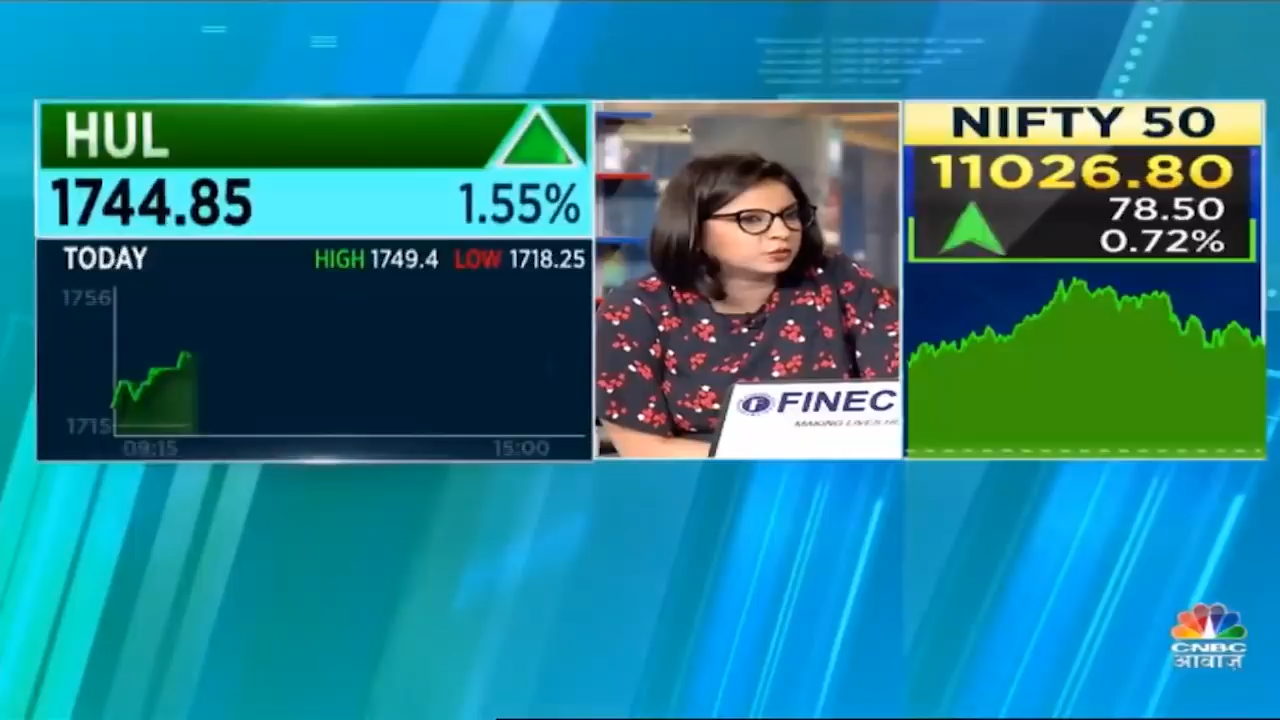 HUL
1744.85 1.55%
TODAY HIGH 1749.4 LOW 1718.25
1756
1715
09:15 15:00
FINEC
NIFTY 50
11026.80
78.50
0.72%
CNBC
आवाज़